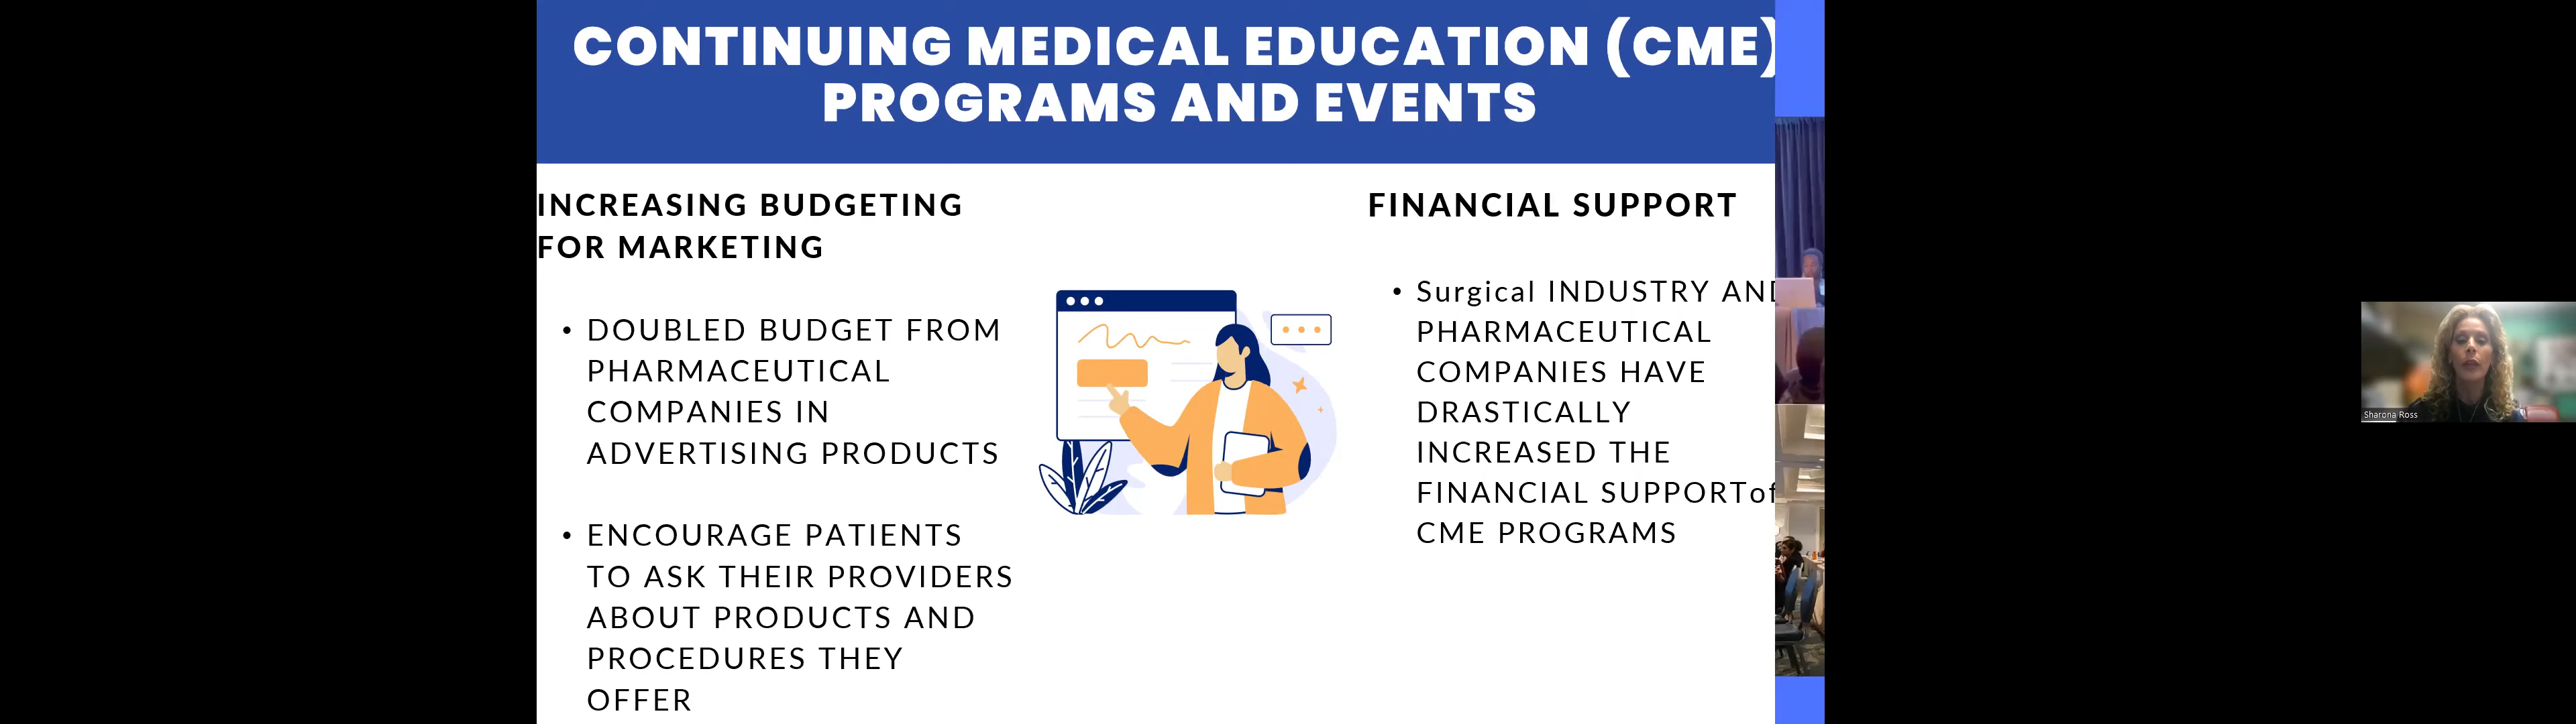 CONTINUING MEDICAL EDUCATION (CME)
PROGRAMS AND EVENTS
INCREASING BUDGETING
FOR MARKETING
• DOUBLED BUDGET FROM
PHARMACEUTICAL
COMPANIES IN
ADVERTISING PRODUCTS
• ENCOURAGE PATIENTS
TO ASK THEIR PROVIDERS
ABOUT PRODUCTS AND
PROCEDURES THEY
OFFER
FINANCIAL SUPPORT
• Surgical INDUSTRY AND
PHARMACEUTICAL
COMPANIES HAVE
DRASTICALLY
INCREASED THE
FINANCIAL SUPPORTof
CME PROGRAMS
Sharona Ross